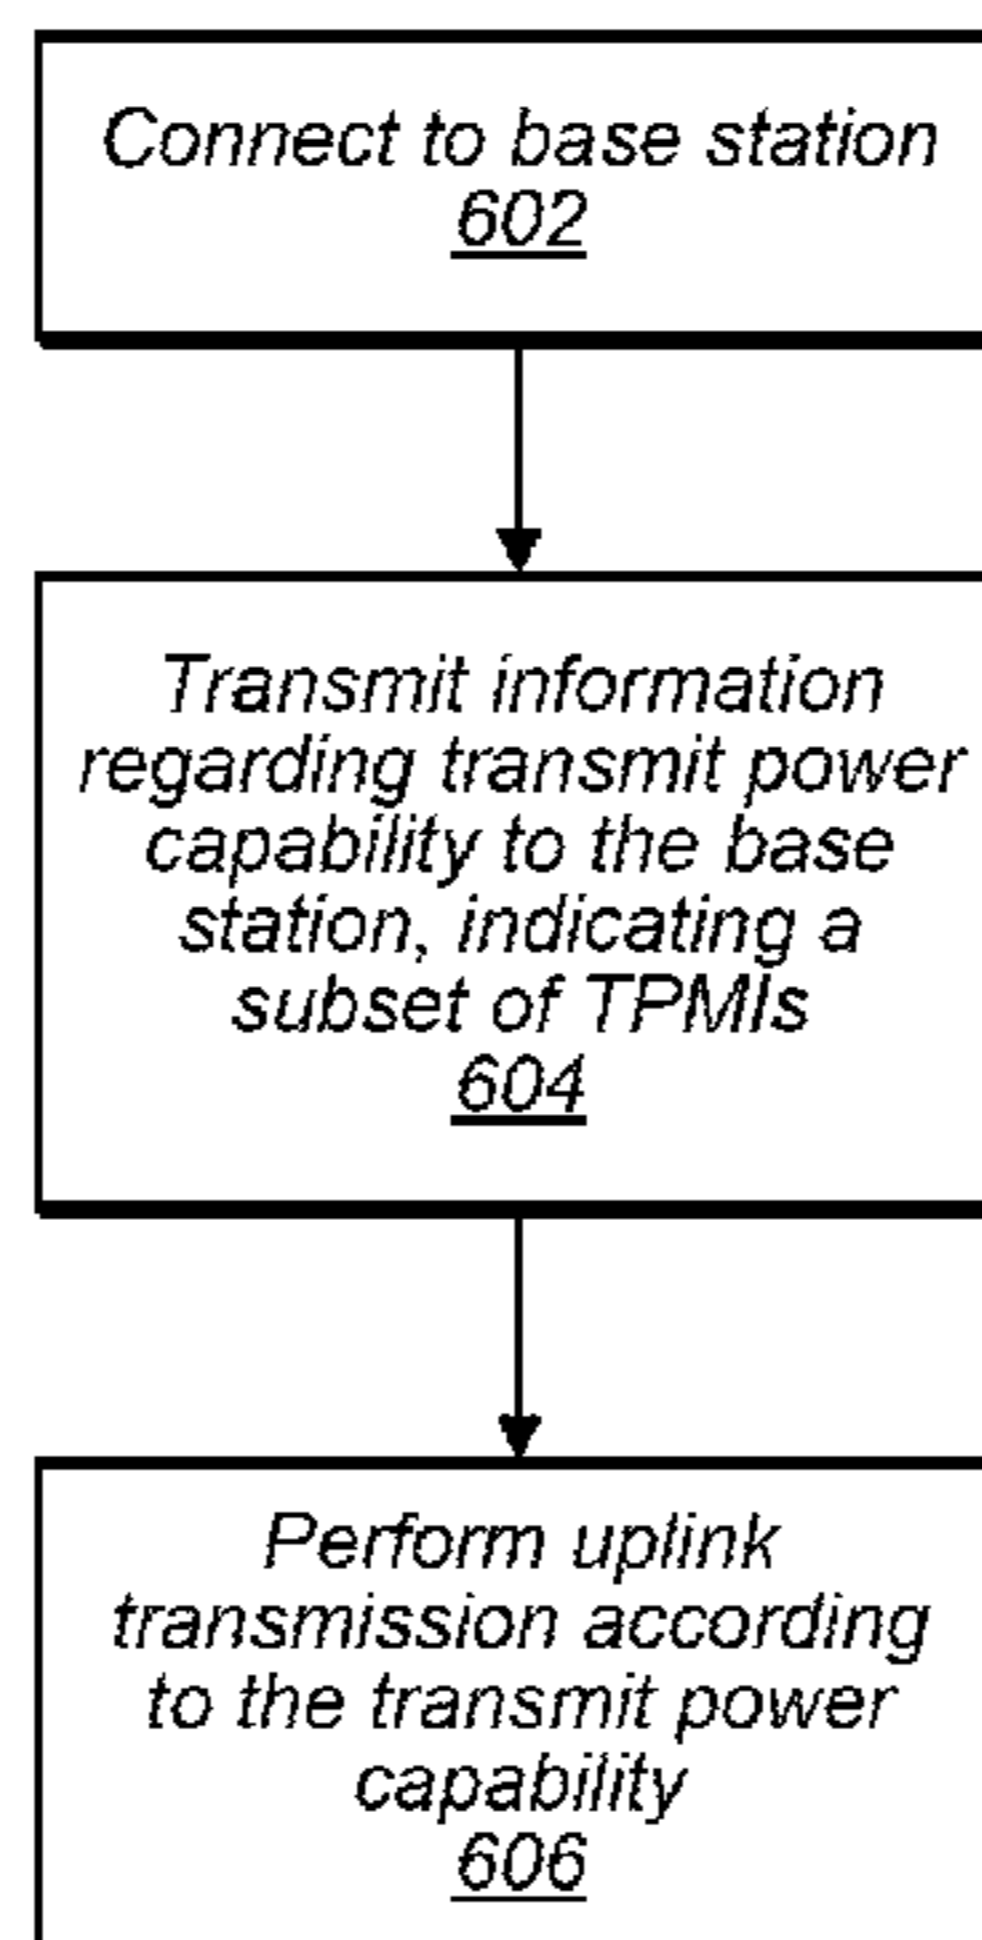 Connect to base station
602
Transmit information
regarding transmit power
capability to the base
station, indicating a
subset of TPMIs
604
Perform uplink
transmission according
to the transmit power
capability
606